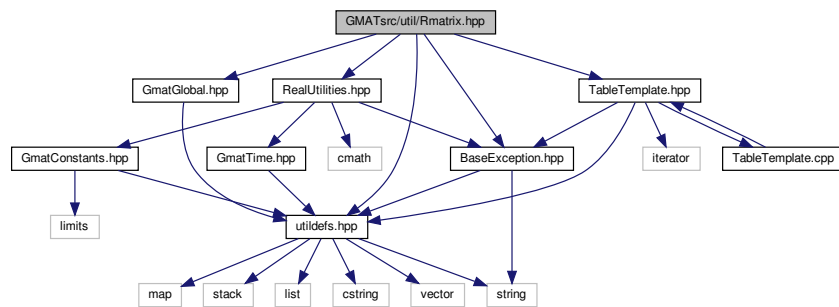 GMATsrc/util/Rmatrix.hpp
GmatGlobal.hpp
RealUtilities.hpp
TableTemplate.hpp
GmatConstants.hpp
GmatTime.hpp
cmath
BaseException.hpp
iterator
TableTemplate.cpp
limits
utildefs.hpp
map
stack
list
cstring
vector
string